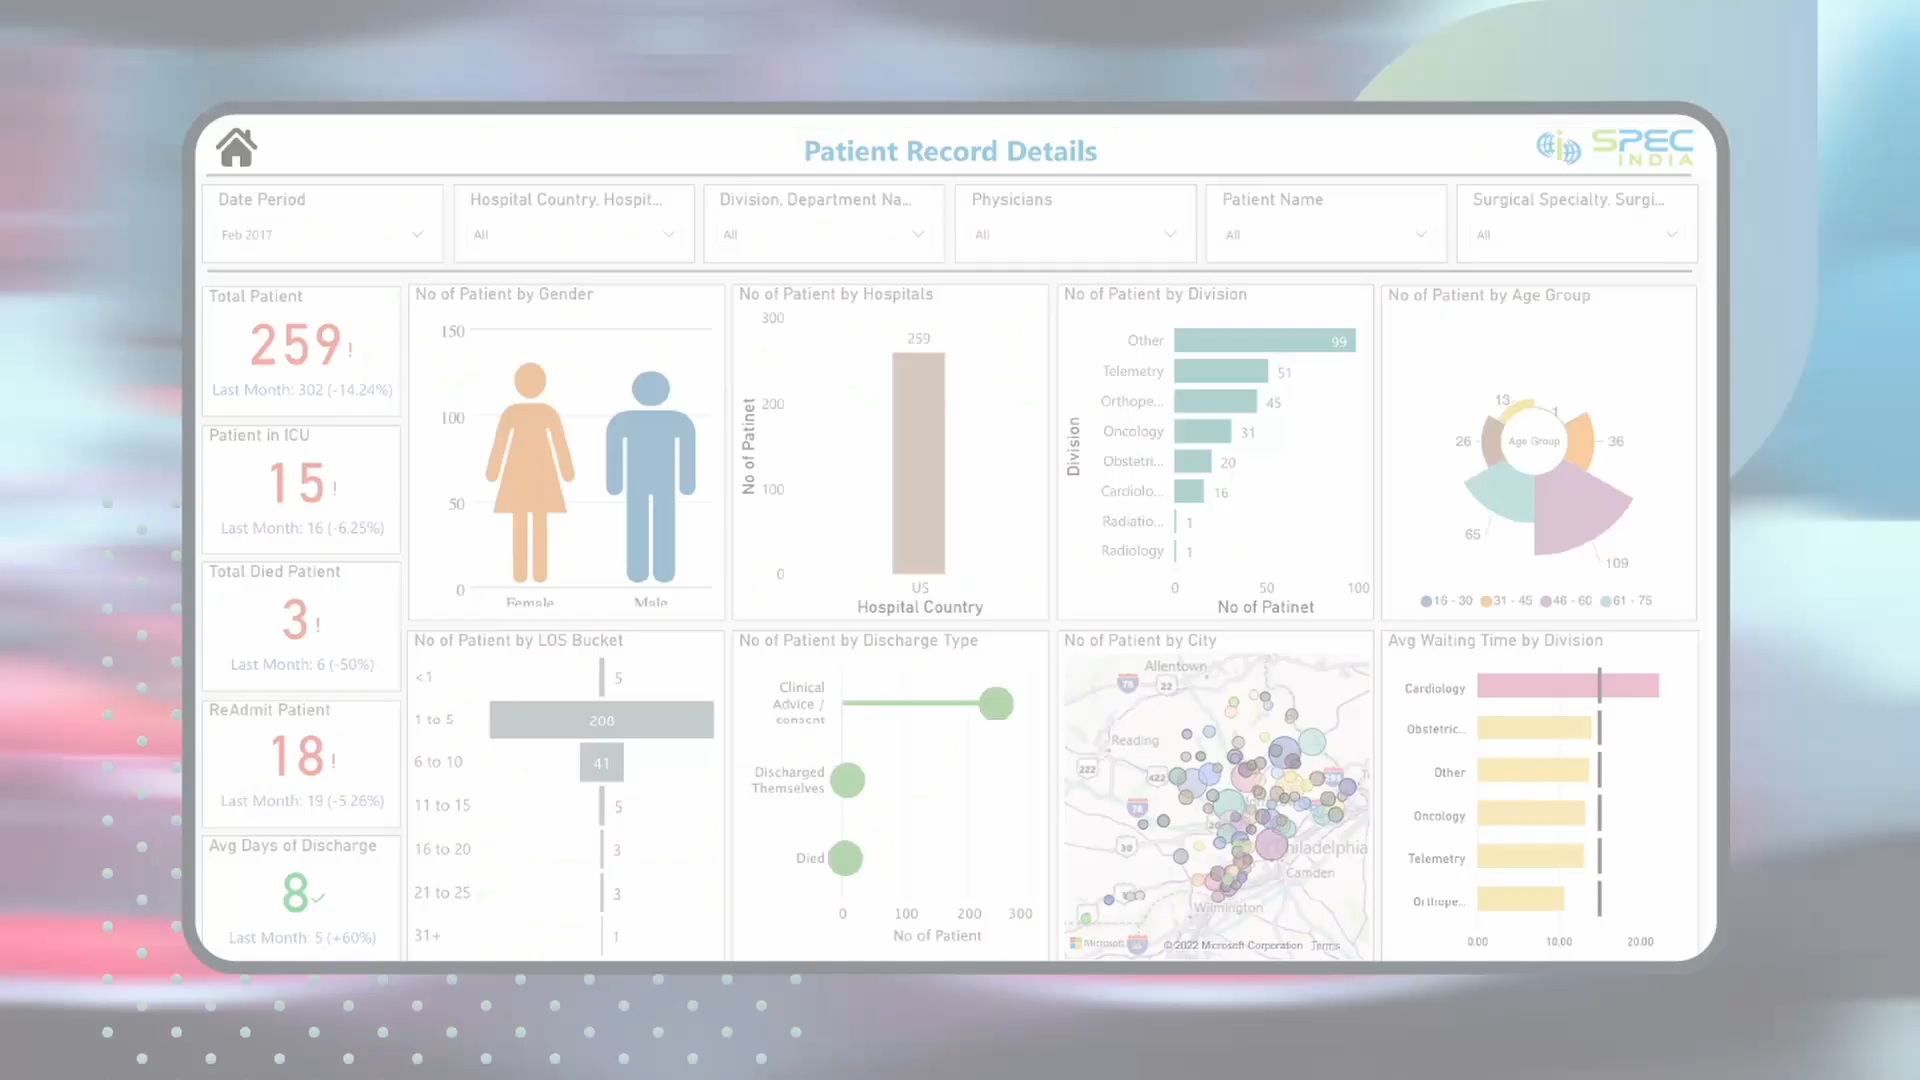 Patient Record Details
SPEC
INDIA
Date Period
Feb 2017
Hospital Country, Hospit...
All
Division, Department Na...
All
Physicians
All
Patient Name
All
Surgical Specialty, Surgi...
All
Total Patient
259!
Last Month: 302 (-14.24%)
Patient in ICU
15!
Last Month: 16 (-6.25%)
Total Died Patient
3!
Last Month: 6 (-50%)
ReAdmit Patient
18!
Last Month: 19 (-5.26%)
Avg Days of Discharge
8
Last Month: 5 (+60%)
No of Patient by Gender
150
100
50
0
Female
Male
No of Patient by Hospitals
No of Patinet
300
200
100
0
259
US
Hospital Country
No of Patient by Division
Division
Other 99
Telemetry 51
Orthope... 45
Oncology 31
Obstetri... 20
Cardiolo... 16
Radiatio... 1
Radiology 1
0 50 100
No of Patinet
No of Patient by Age Group
13
1
26
Age Group
36
65
109
16 - 30 31 - 45 46 - 60 61 - 75
No of Patient by LOS Bucket
<1 5
1 to 5
6 to 10 41
11 to 15 5
16 to 20 3
21 to 25 3
31+ 1
No of Patient by Discharge Type
Clinical
Advice /
consent
Discharged
Themselves
Died
0 100 200 300
No of Patient
No of Patient by City
Allentown
78
22
Reading
222
422
76
30
Philadelphia
Camden
Wilmington
Microsoft
© 2022 Microsoft Corporation Terms
Avg Waiting Time by Division
Cardiology
Obstetric...
Other
Oncology
Telemetry
Orthope...
0.00 10.00 20.00